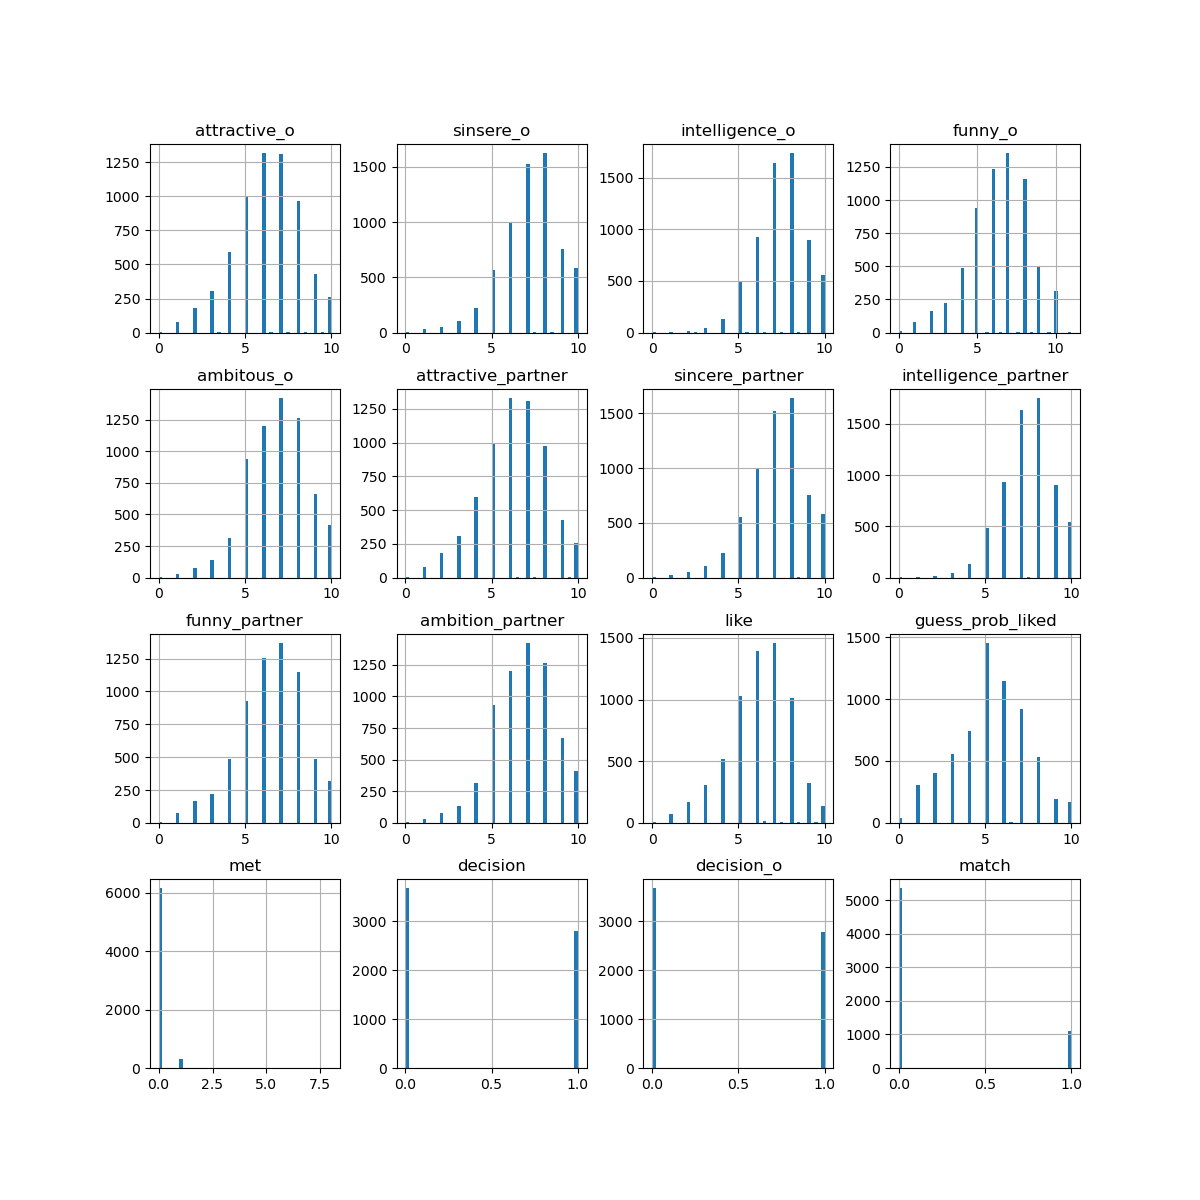 attractive_o sinsere_o intelligence_o funny_o
1250 1500 1500 1250
1000 1000 1000 1000
750 500 500 750
500 0 0 500
250 250
0 0
0 5 10 0 5 10 0 5 10 0 5 10
ambitous_o attractive_partner sincere_partner intelligence_partner
1250 1250 1500 1500
1000 1000 1000 1000
750 750 500 500
500 500 0 0
250 250
0 0
0 5 10 0 5 10 0 5 10 0 5 10
funny_partner ambition_partner like guess_prob_liked
1250 1250 1500 1500
1000 1000 1000 1000
750 750 500 500
500 500 0 0
250 250
0 0
0 5 10 0 5 10 0 5 10 0 5 10
met decision decision_o match
6000 3000 3000 5000
4000 2000 2000 4000
2000 1000 1000 3000
0 0 0 2000
1000
0
0.0 2.5 5.0 7.5 0.0 0.5 1.0 0.0 0.5 1.0 0.0 0.5 1.0